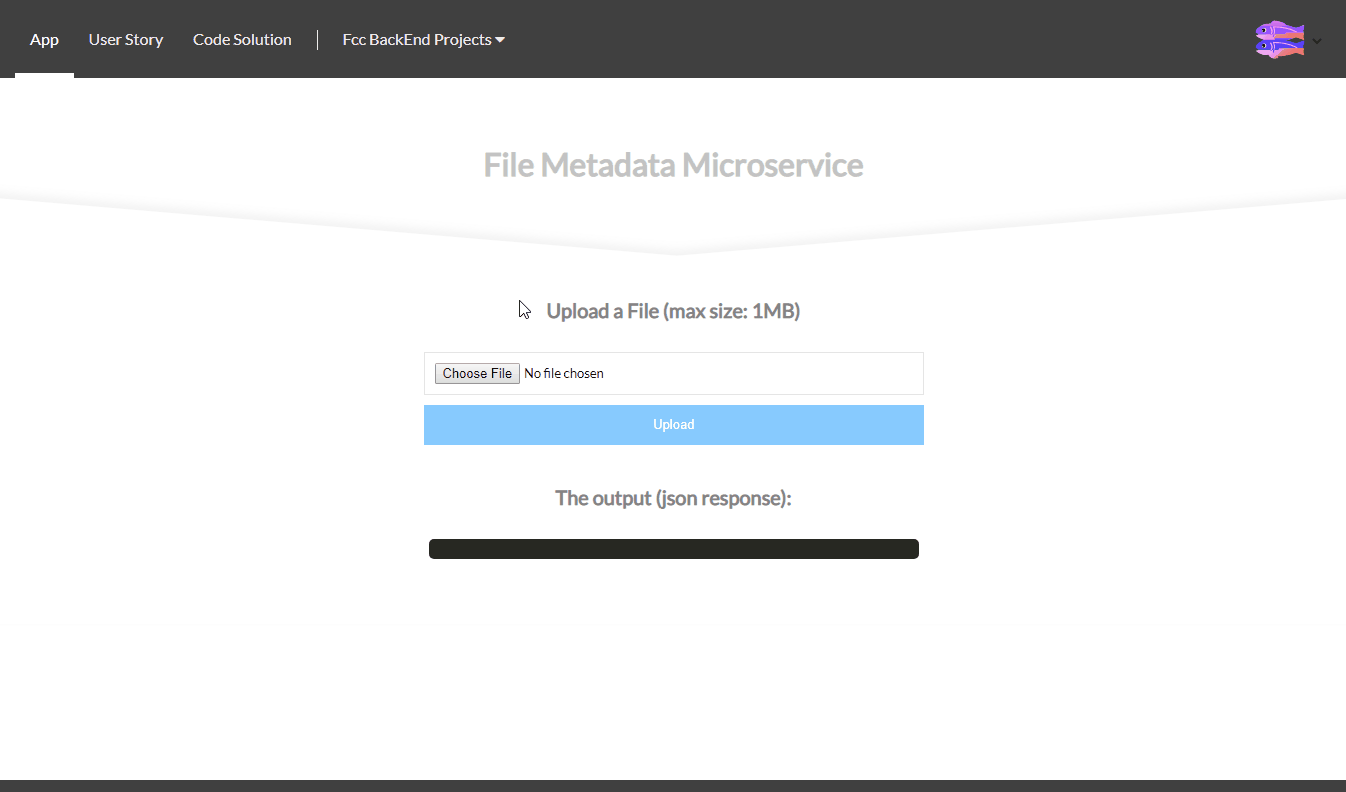 App User Story Code Solution Fcc BackEnd Projects
File Metadata Microservice
Upload a File (max size: 1MB)
Choose File No file chosen
Upload
The output (json response):